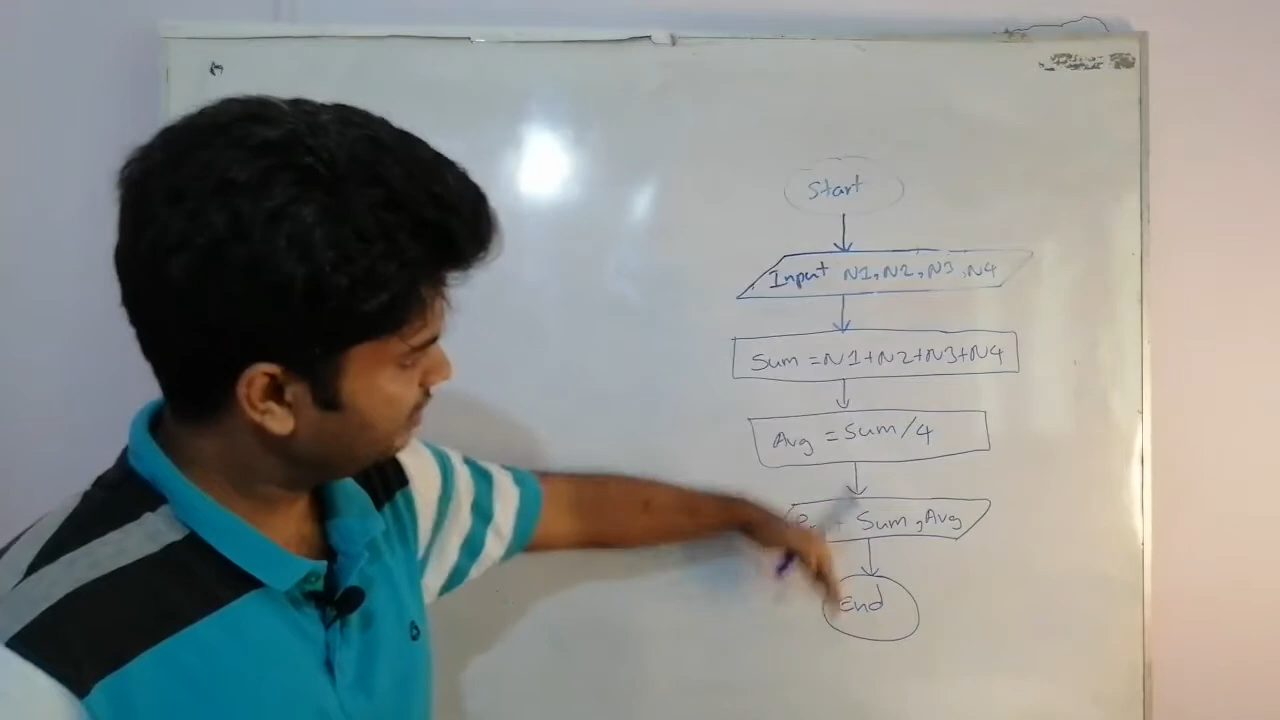 Start
Input N1, N2, N3, N4
Sum = N1+N2+N3+N4
Avg = Sum/4
Sum, Avg
End